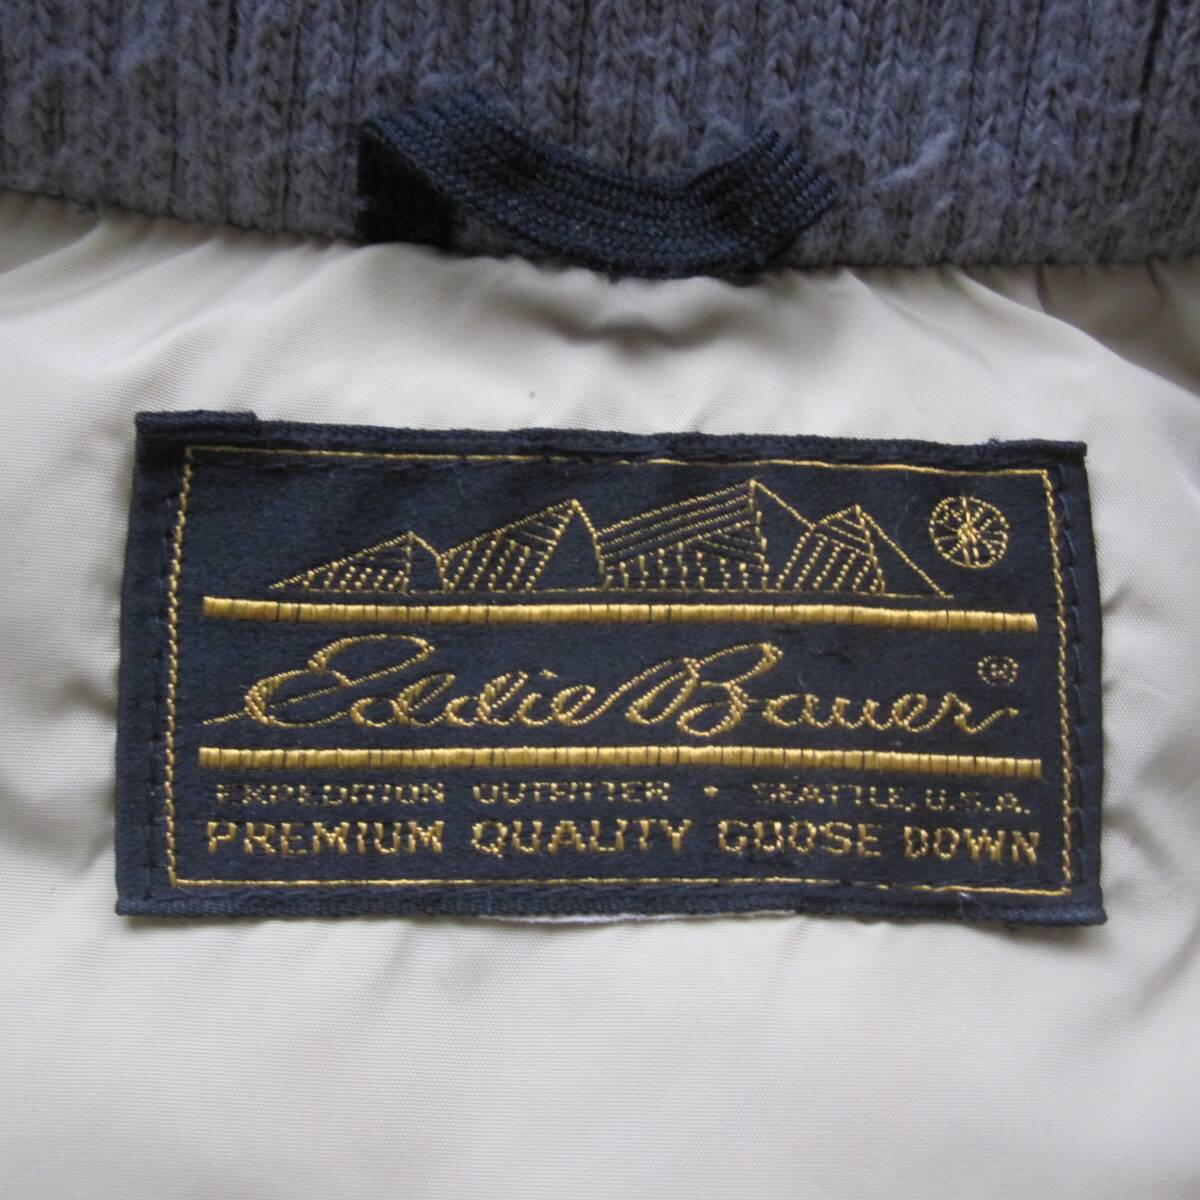 Eddie Bauer ®
EXPEDITION OUTFITTER • SEATTLE, U.S.A.
PREMIUM QUALITY GOOSE DOWN